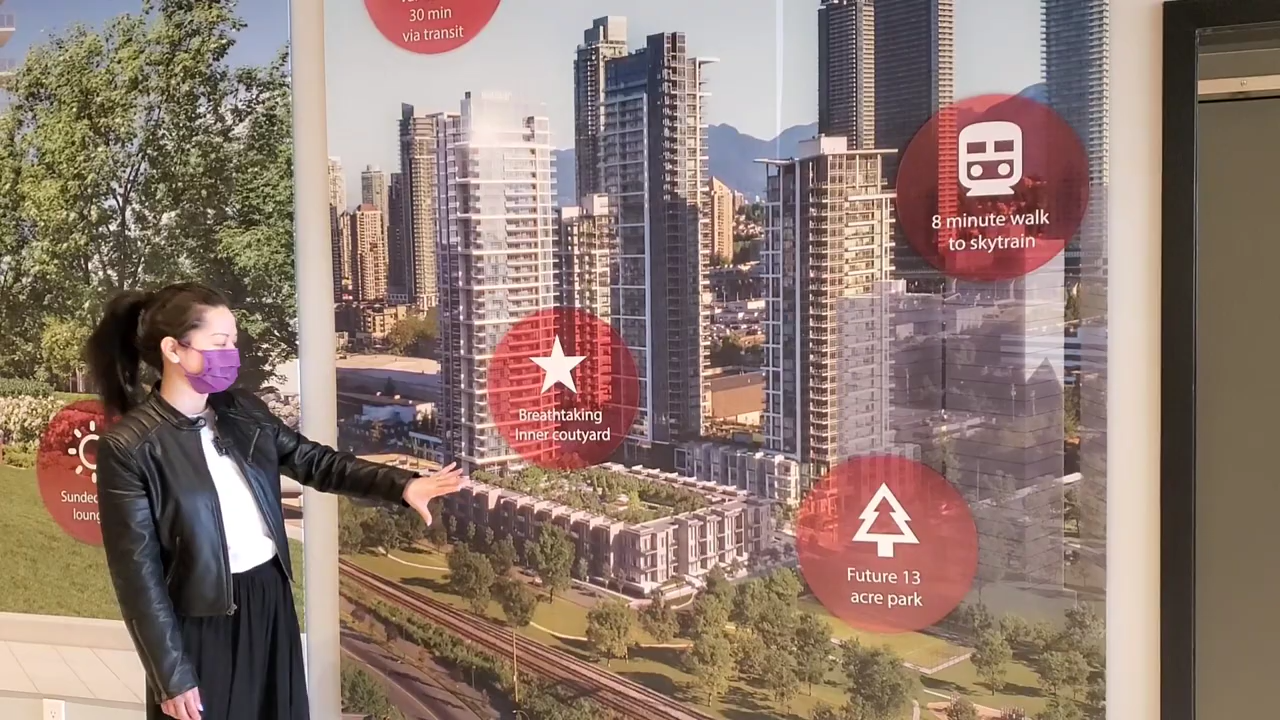 30 min
via transit
8 minute walk
to skytrain
Breathtaking
Inner coutyard
Future 13
acre park